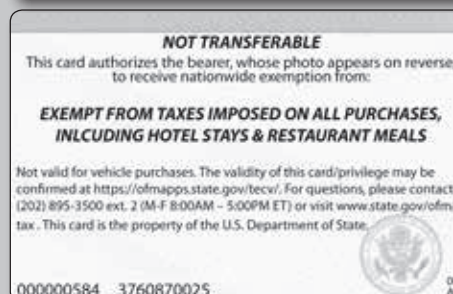 NOT TRANSFERABLE
This card authorizes the bearer, whose photo appears on reverse
to receive nationwide exemption from:
EXEMPT FROM TAXES IMPOSED ON ALL PURCHASES,
INLCUDING HOTEL STAYS & RESTAURANT MEALS
Not valid for vehicle purchases. The validity of this card/privilege may be
confirmed at https://ofmapps.state.gov/tecv/. For questions, please contact
(202) 895-3500 ext. 2 (M-F 8:00AM – 5:00PM ET) or visit www.state.gov/ofm/
tax . This card is the property of the U.S. Department of State.
000000584 3760870025